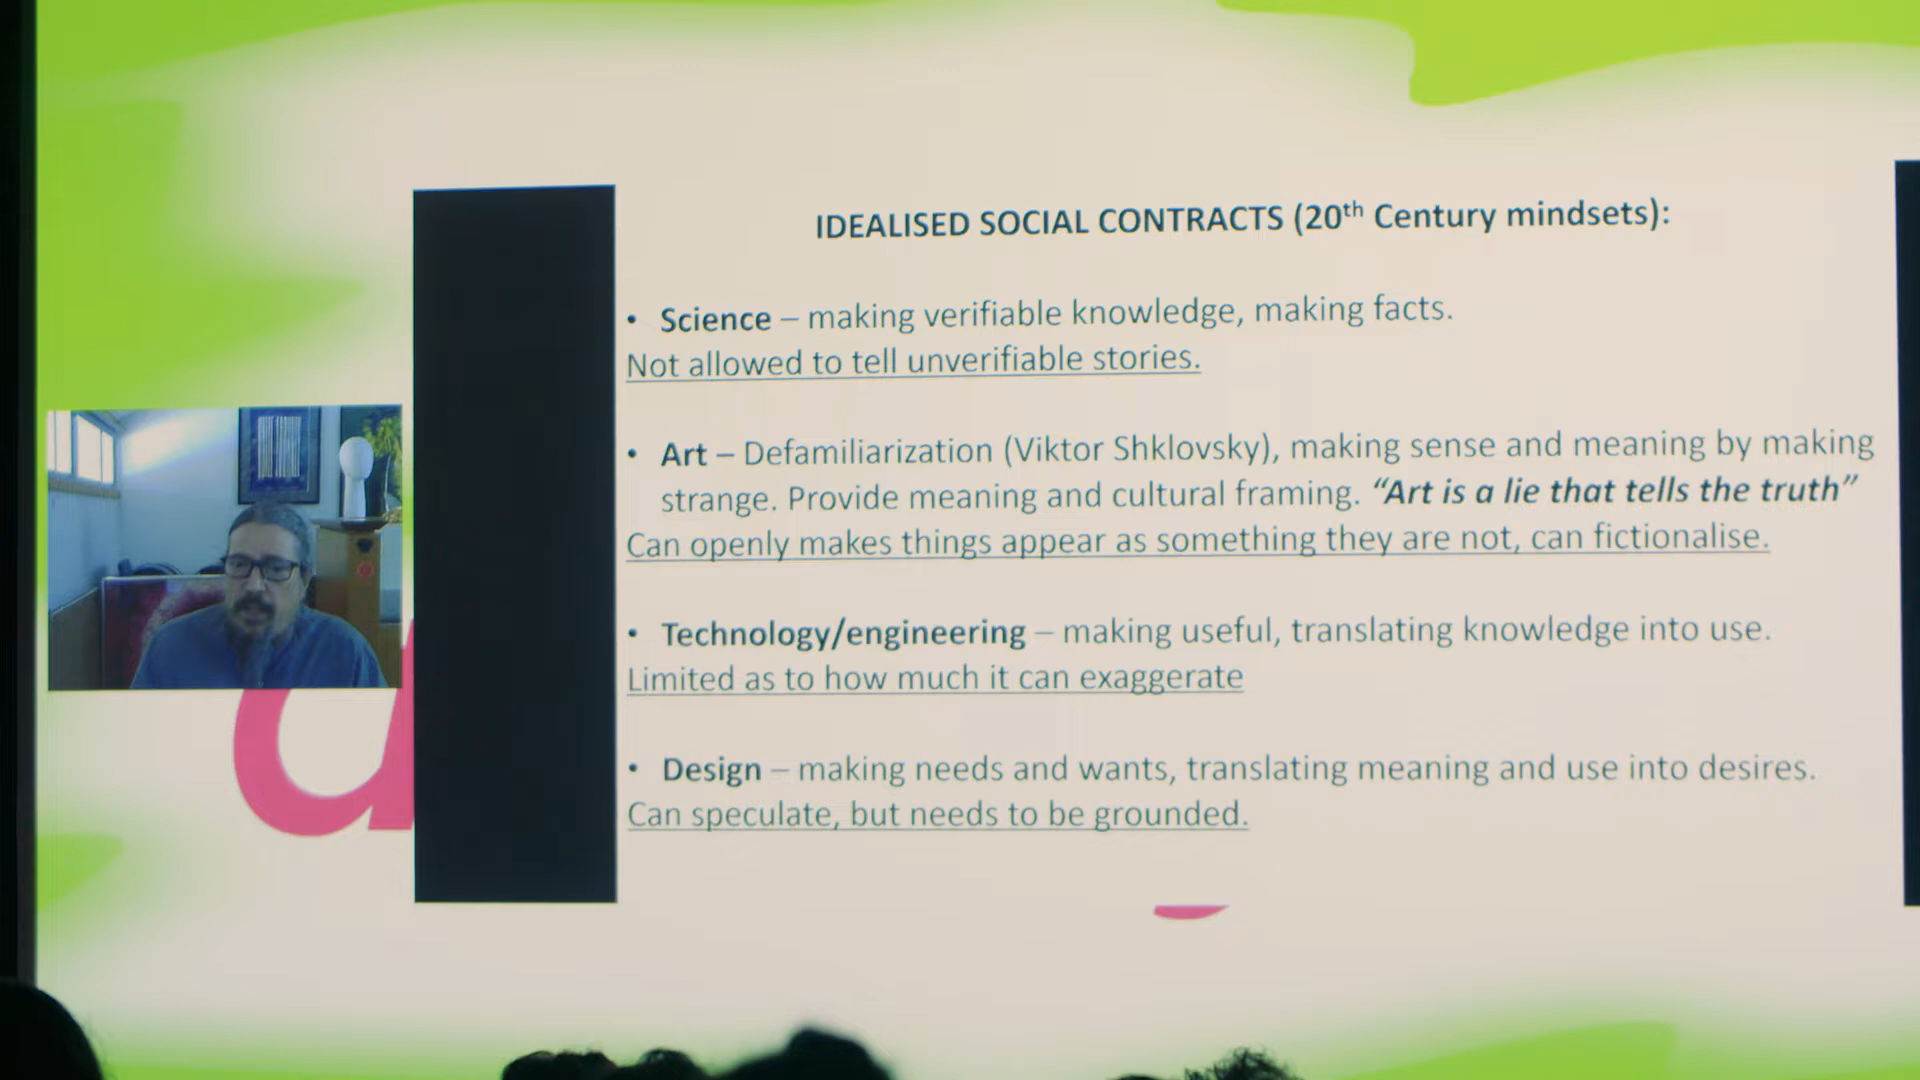 IDEALISED SOCIAL CONTRACTS (20th Century mindsets):
• Science – making verifiable knowledge, making facts.
Not allowed to tell unverifiable stories.
• Art – Defamiliarization (Viktor Shklovsky), making sense and meaning by making
strange. Provide meaning and cultural framing. “Art is a lie that tells the truth”
Can openly makes things appear as something they are not, can fictionalise.
• Technology/engineering – making useful, translating knowledge into use.
Limited as to how much it can exaggerate
• Design – making needs and wants, translating meaning and use into desires.
Can speculate, but needs to be grounded.